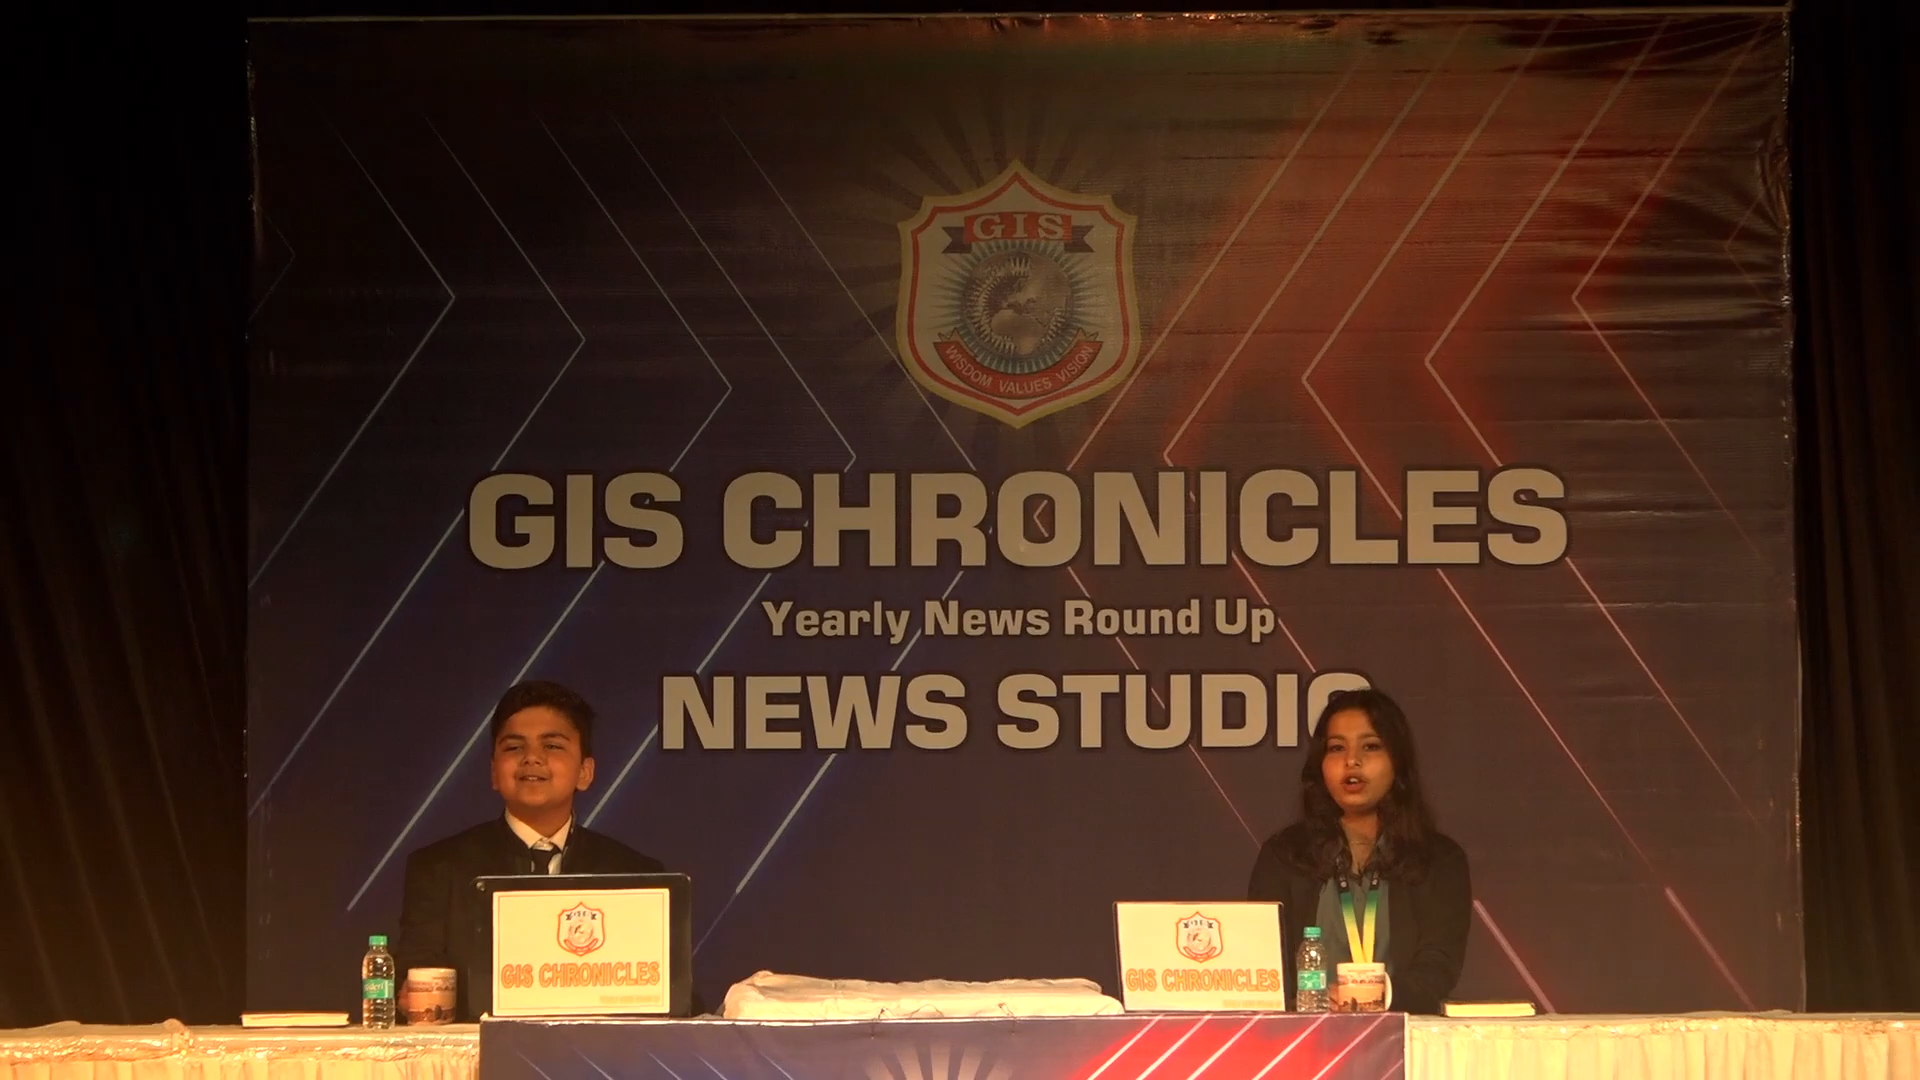 GIS
WISDOM VALUES VISION
GIS CHRONICLES
Yearly News Round Up
NEWS STUDIO
GIS CHRONICLES
GIS CHRONICLES